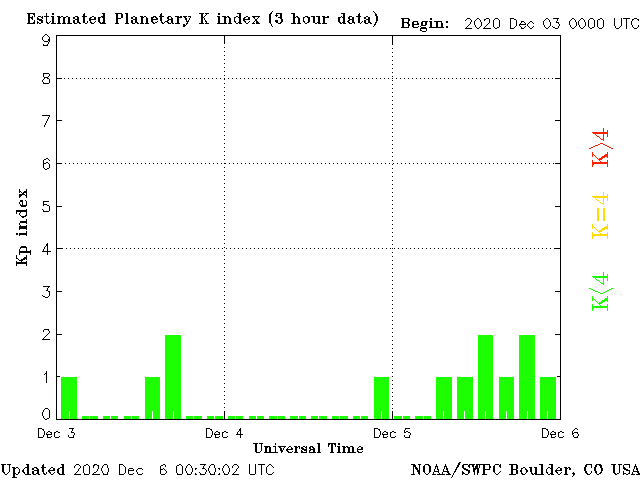 Estimated Planetary K index (3 hour data) Begin: 2020 Dec 03 0000 UTC
9
8
7
6
5
4
3
2
1
0
Kp index
K>4
K=4
K<4
Dec 3 Dec 4 Dec 5 Dec 6
Universal Time
Updated 2020 Dec 6 00:30:02 UTC NOAA/SWPC Boulder, CO USA